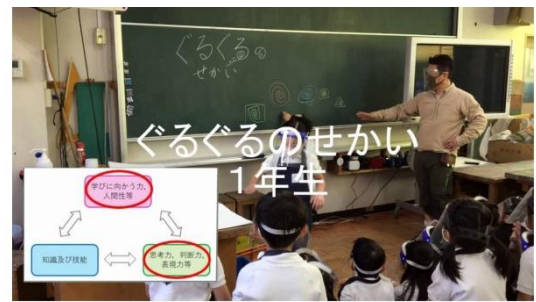 ぐるぐるの
せかい
ぐるぐるのせかい
1年生
学びに向かう力,
人間性等
知識及び技能
思考力, 判断力,
表現力等